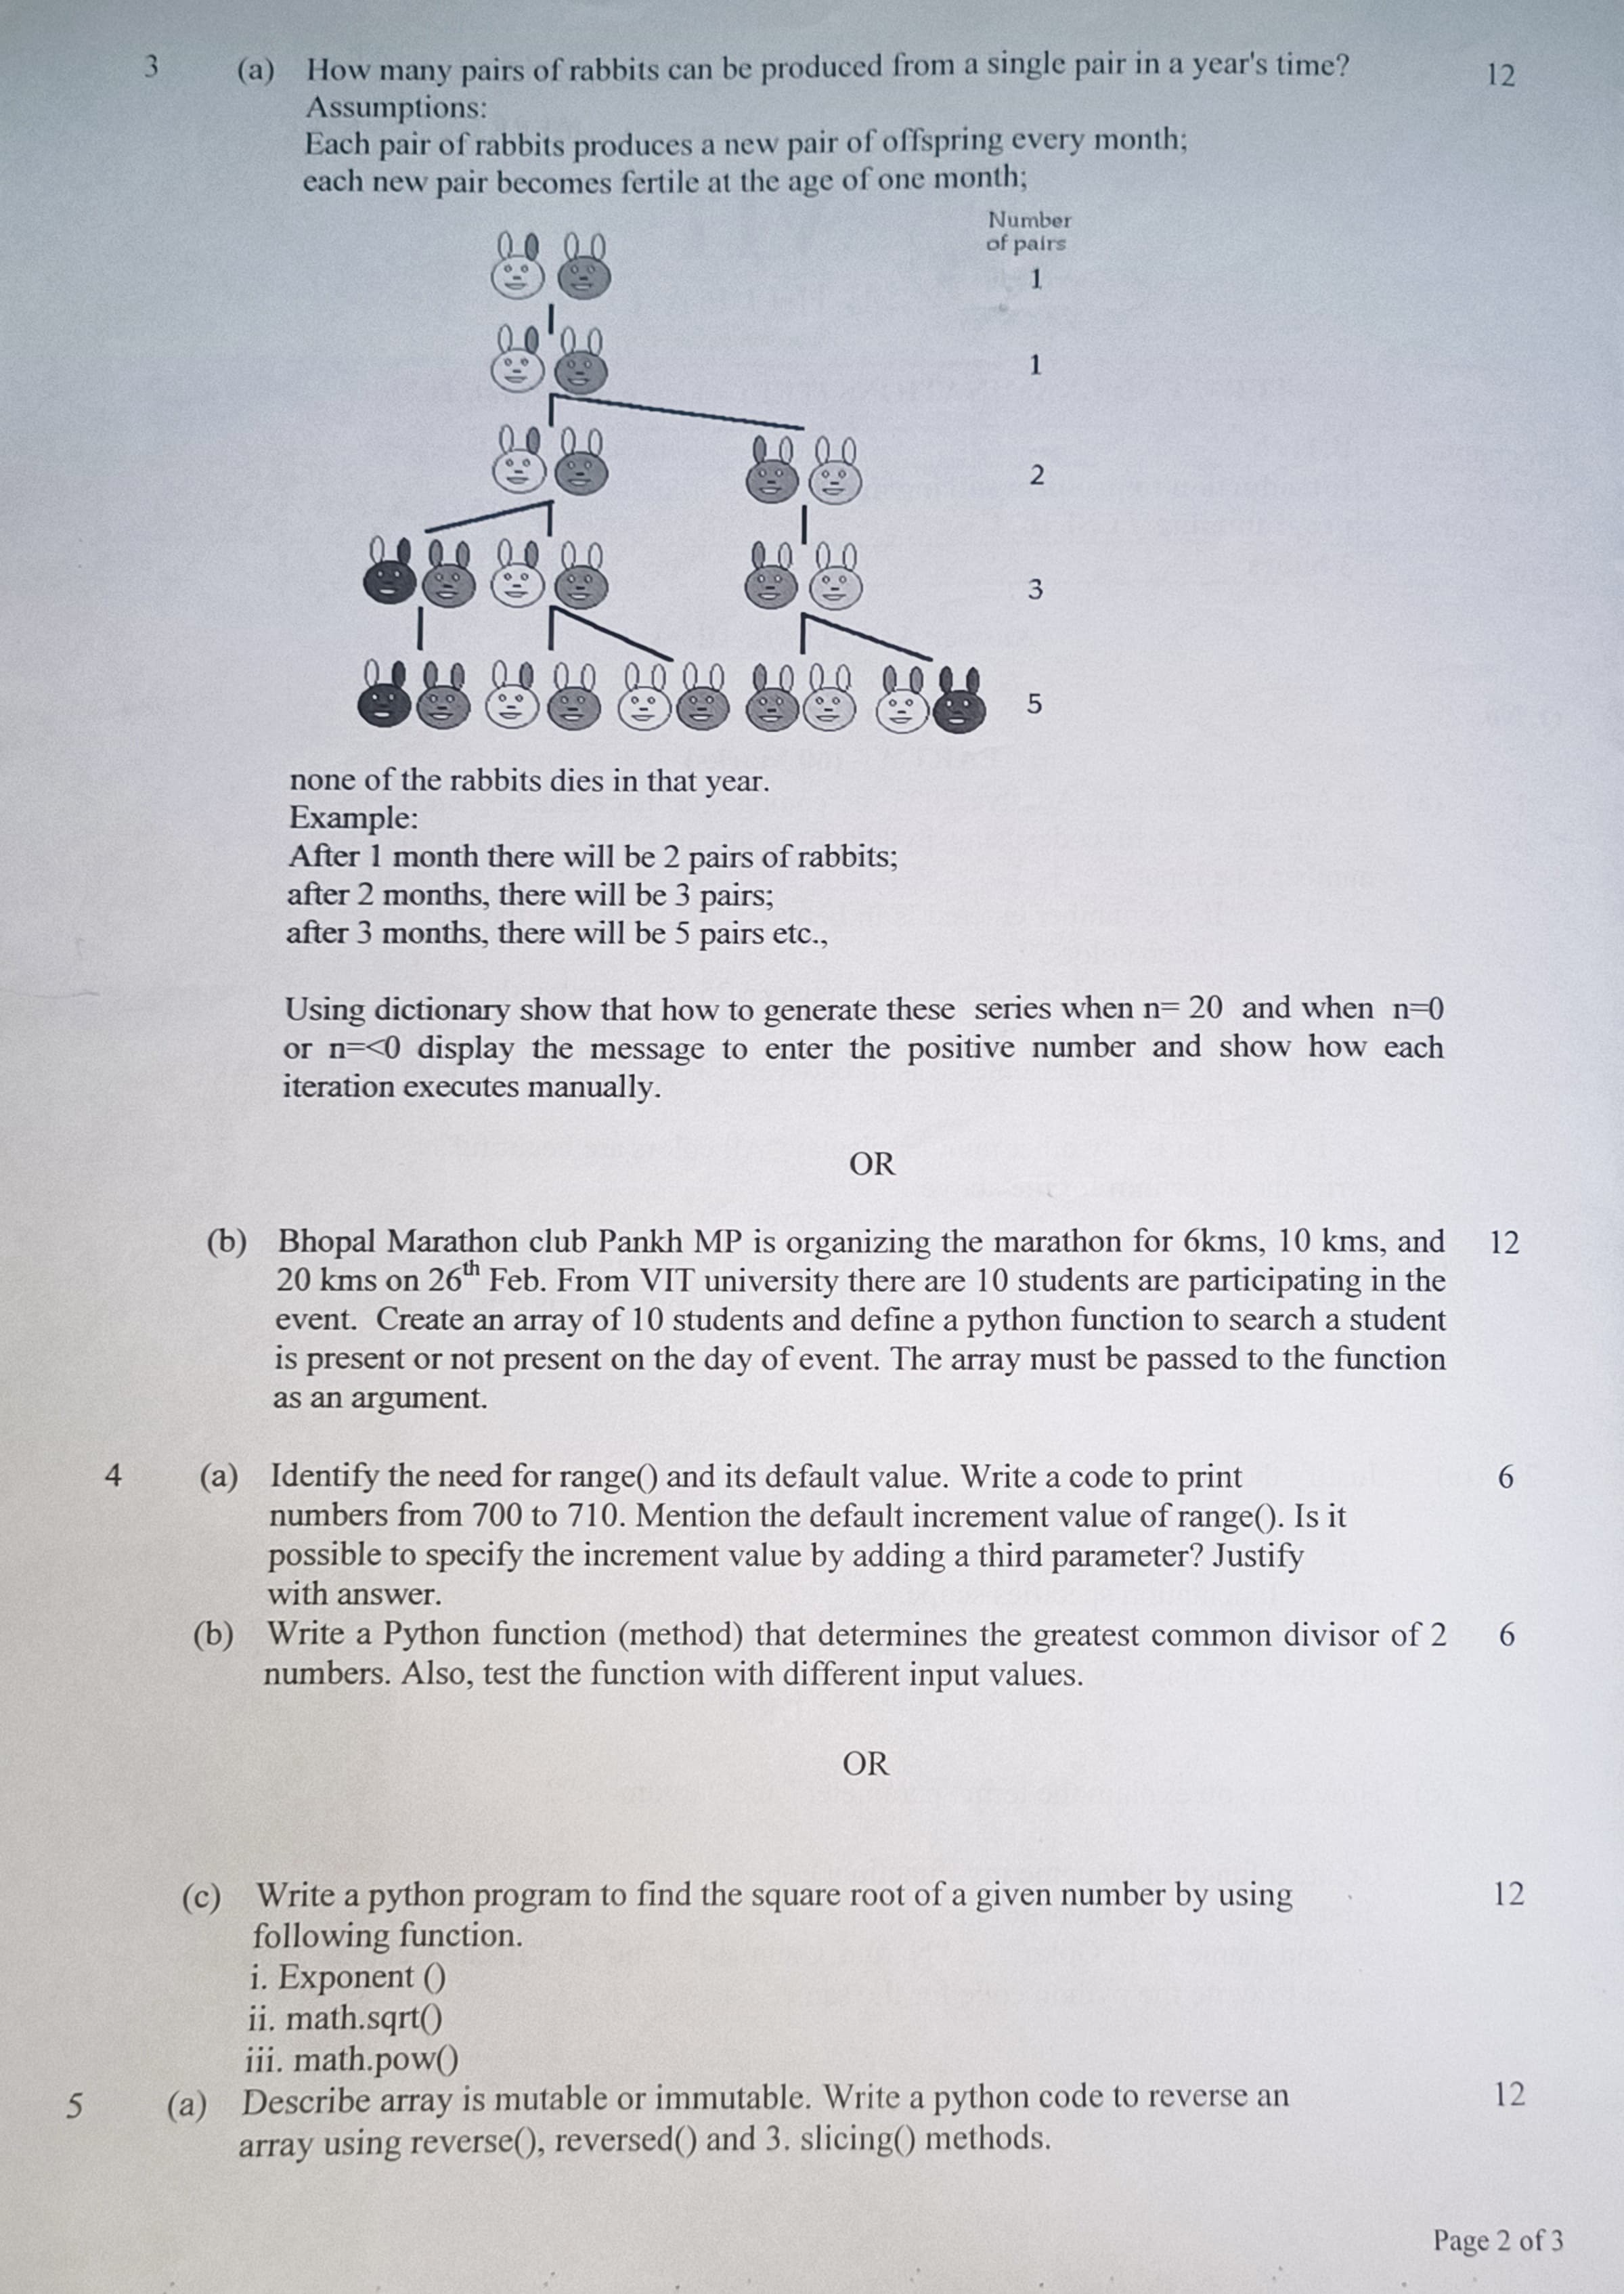 3 (a) How many pairs of rabbits can be produced from a single pair in a year's time? 12
Assumptions:
Each pair of rabbits produces a new pair of offspring every month;
each new pair becomes fertile at the age of one month;
Number
of pairs
1
1
2
3
5
none of the rabbits dies in that year.
Example:
After 1 month there will be 2 pairs of rabbits;
after 2 months, there will be 3 pairs;
after 3 months, there will be 5 pairs etc.,
Using dictionary show that how to generate these series when n= 20 and when n=0
or n=<0 display the message to enter the positive number and show how each
iteration executes manually.
OR
(b) Bhopal Marathon club Pankh MP is organizing the marathon for 6kms, 10 kms, and 12
20 kms on 26th Feb. From VIT university there are 10 students are participating in the
event. Create an array of 10 students and define a python function to search a student
is present or not present on the day of event. The array must be passed to the function
as an argument.
4 (a) Identify the need for range() and its default value. Write a code to print 6
numbers from 700 to 710. Mention the default increment value of range(). Is it
possible to specify the increment value by adding a third parameter? Justify
with answer.
(b) Write a Python function (method) that determines the greatest common divisor of 2 6
numbers. Also, test the function with different input values.
OR
(c) Write a python program to find the square root of a given number by using 12
following function.
i. Exponent ()
ii. math.sqrt()
iii. math.pow()
5 (a) Describe array is mutable or immutable. Write a python code to reverse an 12
array using reverse(), reversed() and 3. slicing() methods.
Page 2 of 3